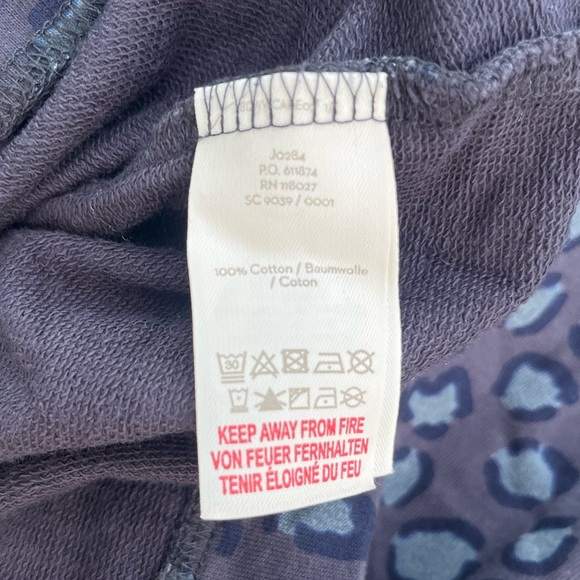 J0284
P.O. 611874
RN 118027
SC 9039 / 0001
100% Cotton / Baumwolle
/ Coton
30
KEEP AWAY FROM FIRE
VON FEUER FERNHALTEN
TENIR ÉLOIGNÉ DU FEU